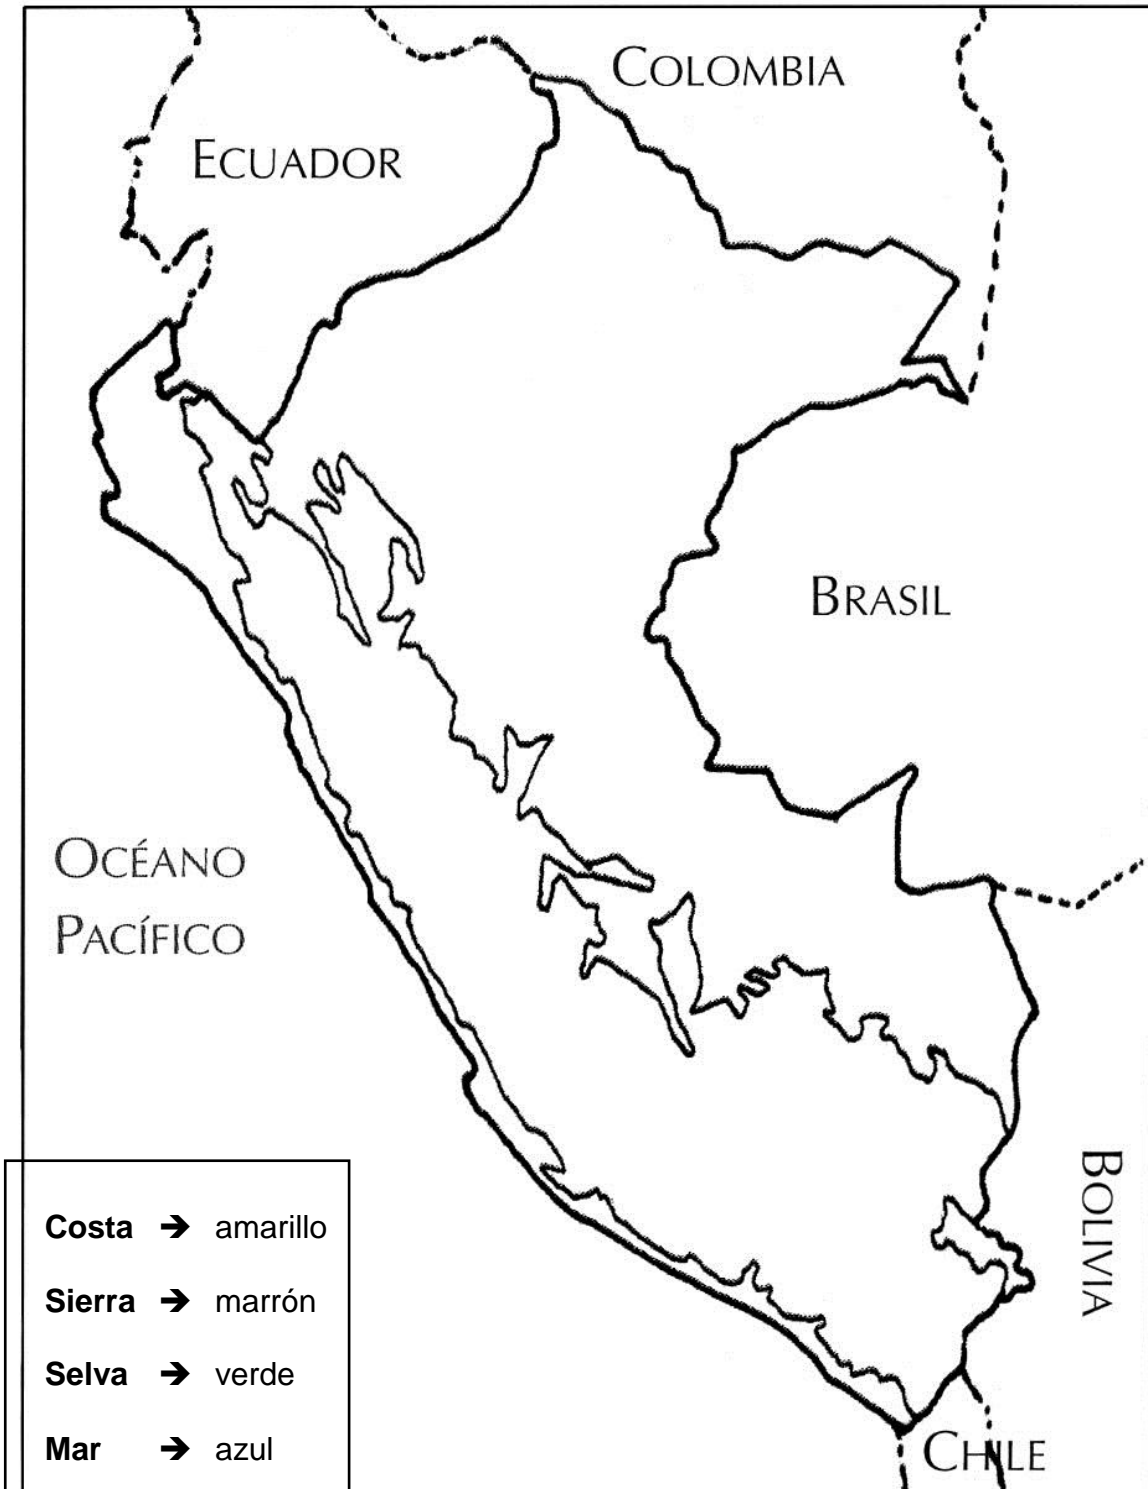 COLOMBIA
ECUADOR
BRASIL
OCÉANO
PACÍFICO
BOLIVIA
Costa ➔ amarillo
Sierra ➔ marrón
Selva ➔ verde
Mar ➔ azul
CHILE